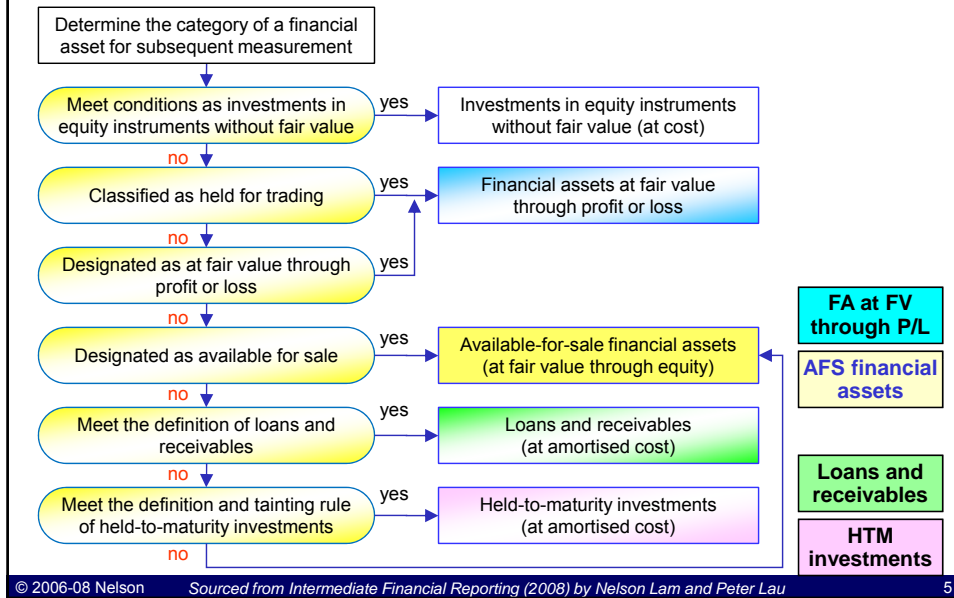 Determine the category of a financial
asset for subsequent measurement
Meet conditions as investments in
equity instruments without fair value
yes
Investments in equity instruments
without fair value (at cost)
no
Classified as held for trading
yes
Financial assets at fair value
through profit or loss
no
Designated as at fair value through
profit or loss
yes
no
Designated as available for sale
yes
Available-for-sale financial assets
(at fair value through equity)
no
Meet the definition of loans and
receivables
yes
Loans and receivables
(at amortised cost)
no
Meet the definition and tainting rule
of held-to-maturity investments
yes
Held-to-maturity investments
(at amortised cost)
no
FA at FV
through P/L
AFS financial
assets
Loans and
receivables
HTM
investments
© 2006-08 Nelson
Sourced from Intermediate Financial Reporting (2008) by Nelson Lam and Peter Lau
5